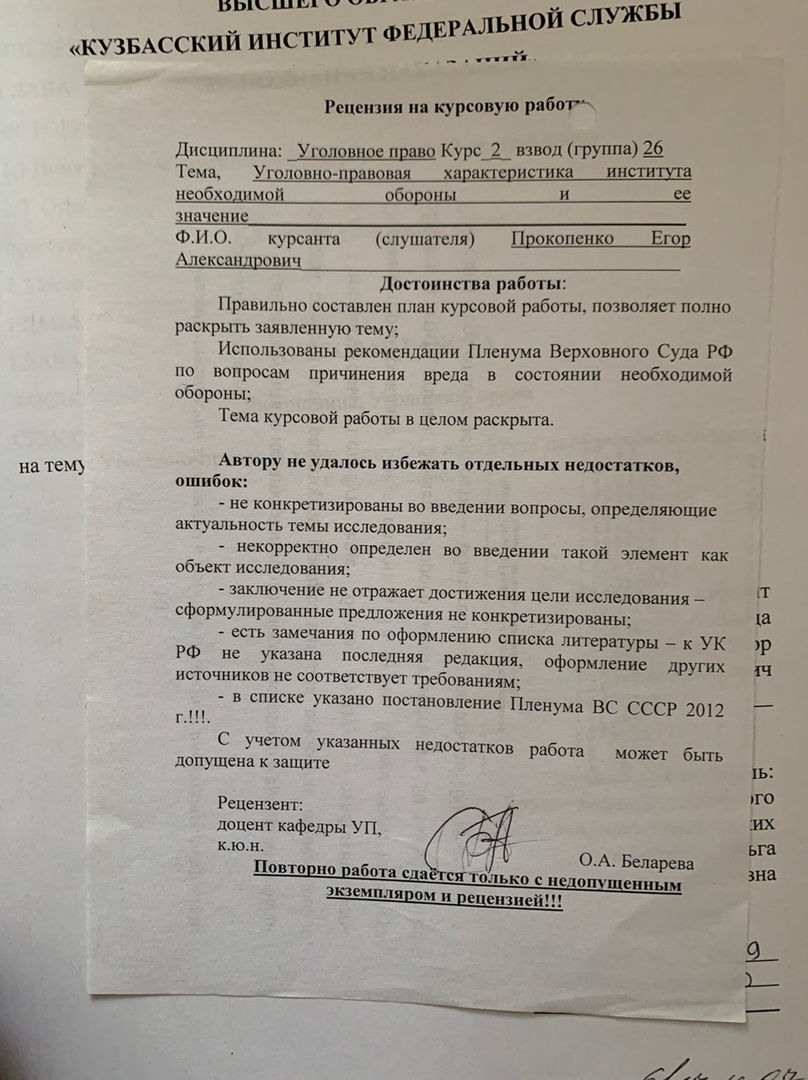 «КУЗБАССКИЙ ИНСТИТУТ ФЕДЕРАЛЬНОЙ СЛУЖБЫ
Рецензия на курсовую работ
Дисциплина: _Уголовное право Курс_2_ взвод (группа) 26
Тема, Уголовно-правовая характеристика института
необходимой обороны и ее
значение
Ф.И.О. курсанта (слушателя) Прокопенко Егор
Александрович
Достоинства работы:
Правильно составлен план курсовой работы, позволяет полно
раскрыть заявленную тему;
Использованы рекомендации Пленума Верховного Суда РФ
по вопросам причинения вреда в состоянии необходимой
обороны;
Тема курсовой работы в целом раскрыта.
на тему
Автору не удалось избежать отдельных недостатков,
ошибок:
- не конкретизированы во введении вопросы, определяющие
актуальность темы исследования;
- некорректно определен во введении такой элемент как
объект исследования;
- заключение не отражает достижения цели исследования –
сформулированные предложения не конкретизированы;
- есть замечания по оформлению списка литературы – к УК
РФ не указана последняя редакция, оформление других
источников не соответствует требованиям;
- в списке указано постановление Пленума ВС СССР 2012
г.!!!.
С учетом указанных недостатков работа может быть
допущена к защите
Рецензент:
доцент кафедры УП,
к.ю.н.
О.А. Беларева
Повторно работа сдаётся только с недопущенным
экземпляром и рецензией!!!